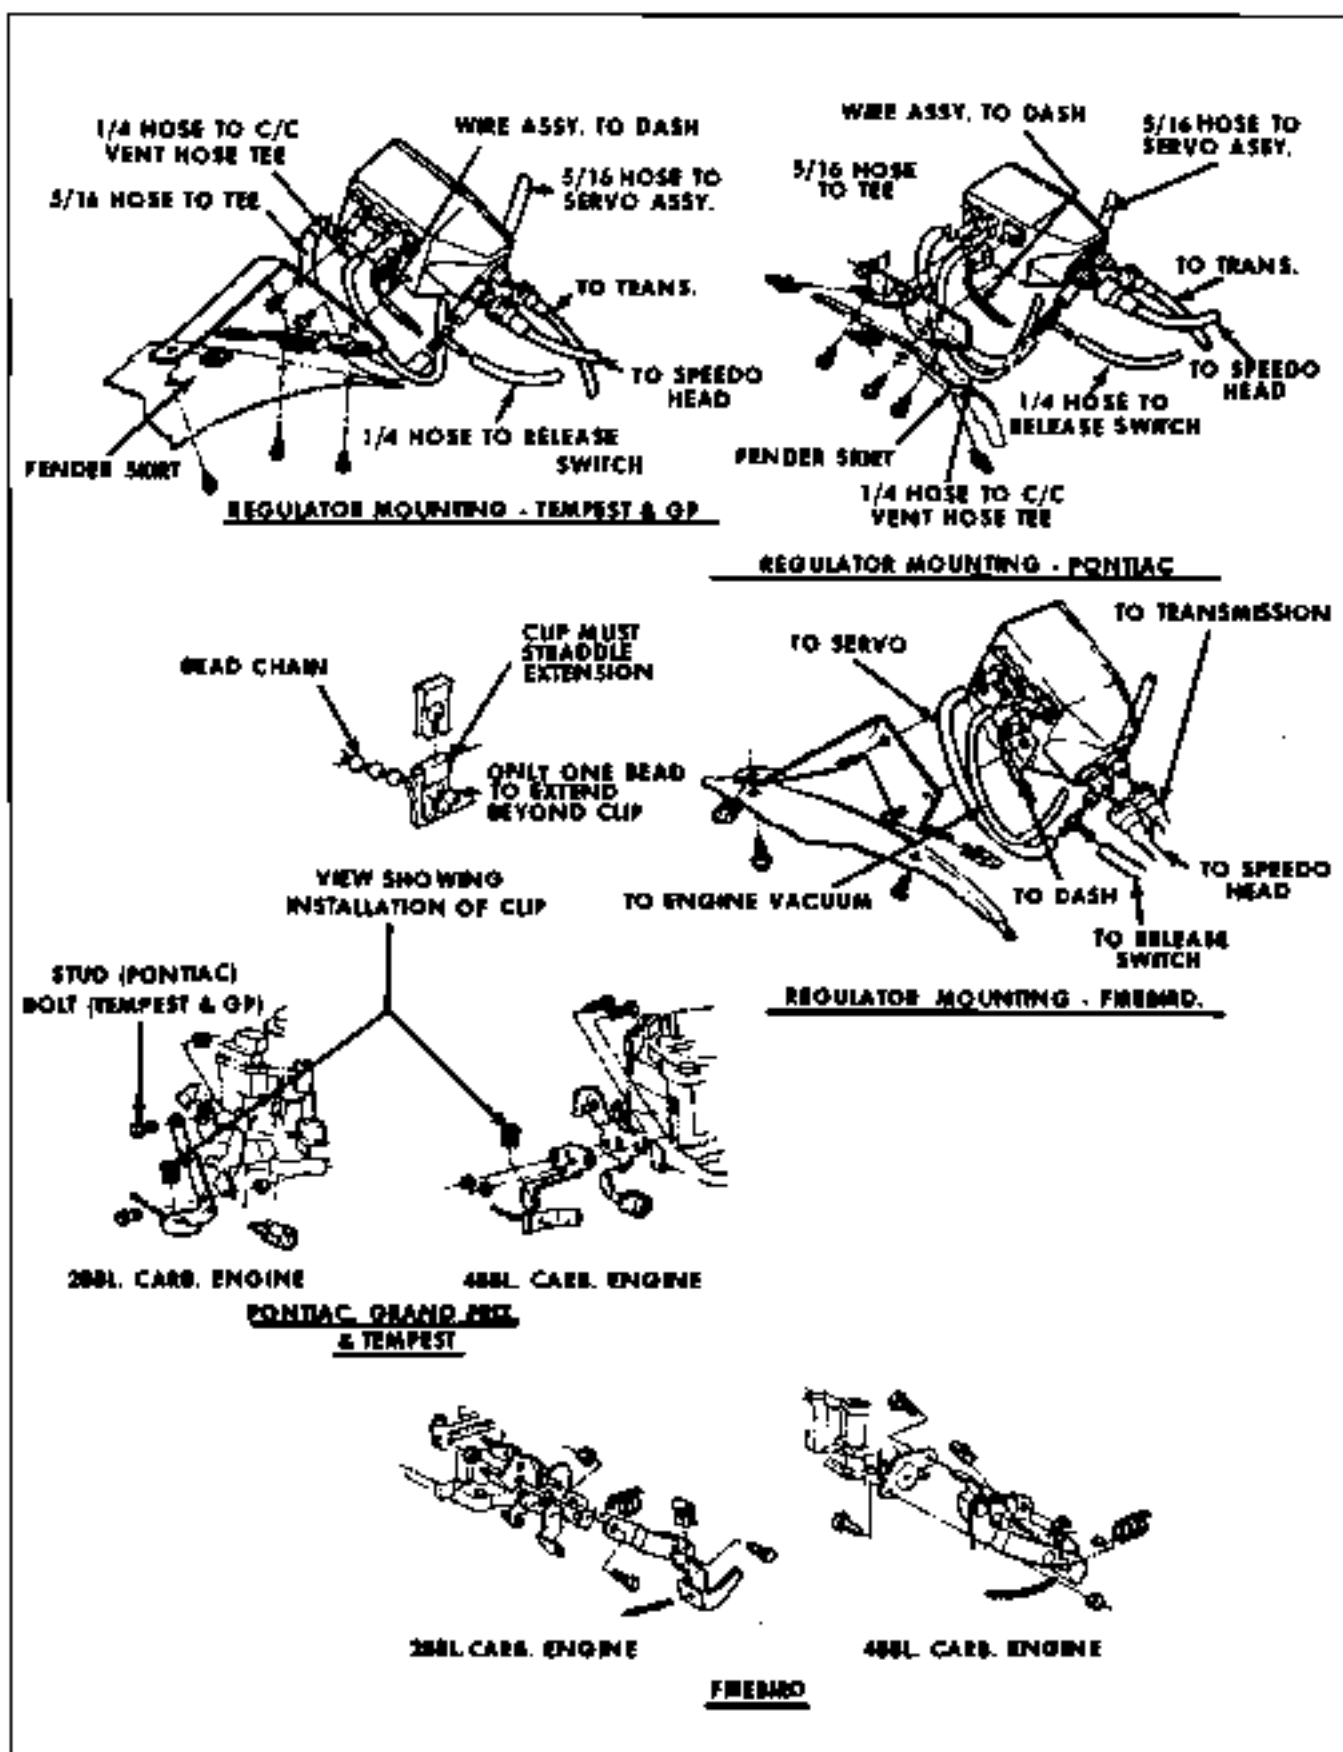 1/4 HOSE TO C/C
VENT HOSE TEE
5/16 HOSE TO TEE
WIRE ASSY. TO DASH
5/16 HOSE TO
SERVO ASSY.
TO TRANS.
TO SPEEDO
HEAD
1/4 HOSE TO RELEASE
SWITCH
FENDER SKIRT
REGULATOR MOUNTING - TEMPEST & GP
WIRE ASSY. TO DASH
5/16 HOSE TO
SERVO ASSY.
5/16 HOSE
TO TEE
TO TRANS.
TO SPEEDO
HEAD
1/4 HOSE TO
RELEASE SWITCH
FENDER SKIRT
1/4 HOSE TO C/C
VENT HOSE TEE
REGULATOR MOUNTING - PONTIAC
BEAD CHAIN
CLIP MUST
STRADDLE
EXTENSION
ONLY ONE BEAD
TO EXTEND
BEYOND CLIP
TO SERVO
TO TRANSMISSION
TO ENGINE VACUUM
TO DASH
TO SPEEDO
HEAD
TO RELEASE
SWITCH
REGULATOR MOUNTING - FIREBIRD.
VIEW SHOWING
INSTALLATION OF CLIP
STUD (PONTIAC)
BOLT (TEMPEST & GP)
2BBL. CARB. ENGINE
4BBL. CARB. ENGINE
PONTIAC, GRAND PRIX,
& TEMPEST
2BBL. CARB. ENGINE
4BBL. CARB. ENGINE
FIREBIRD